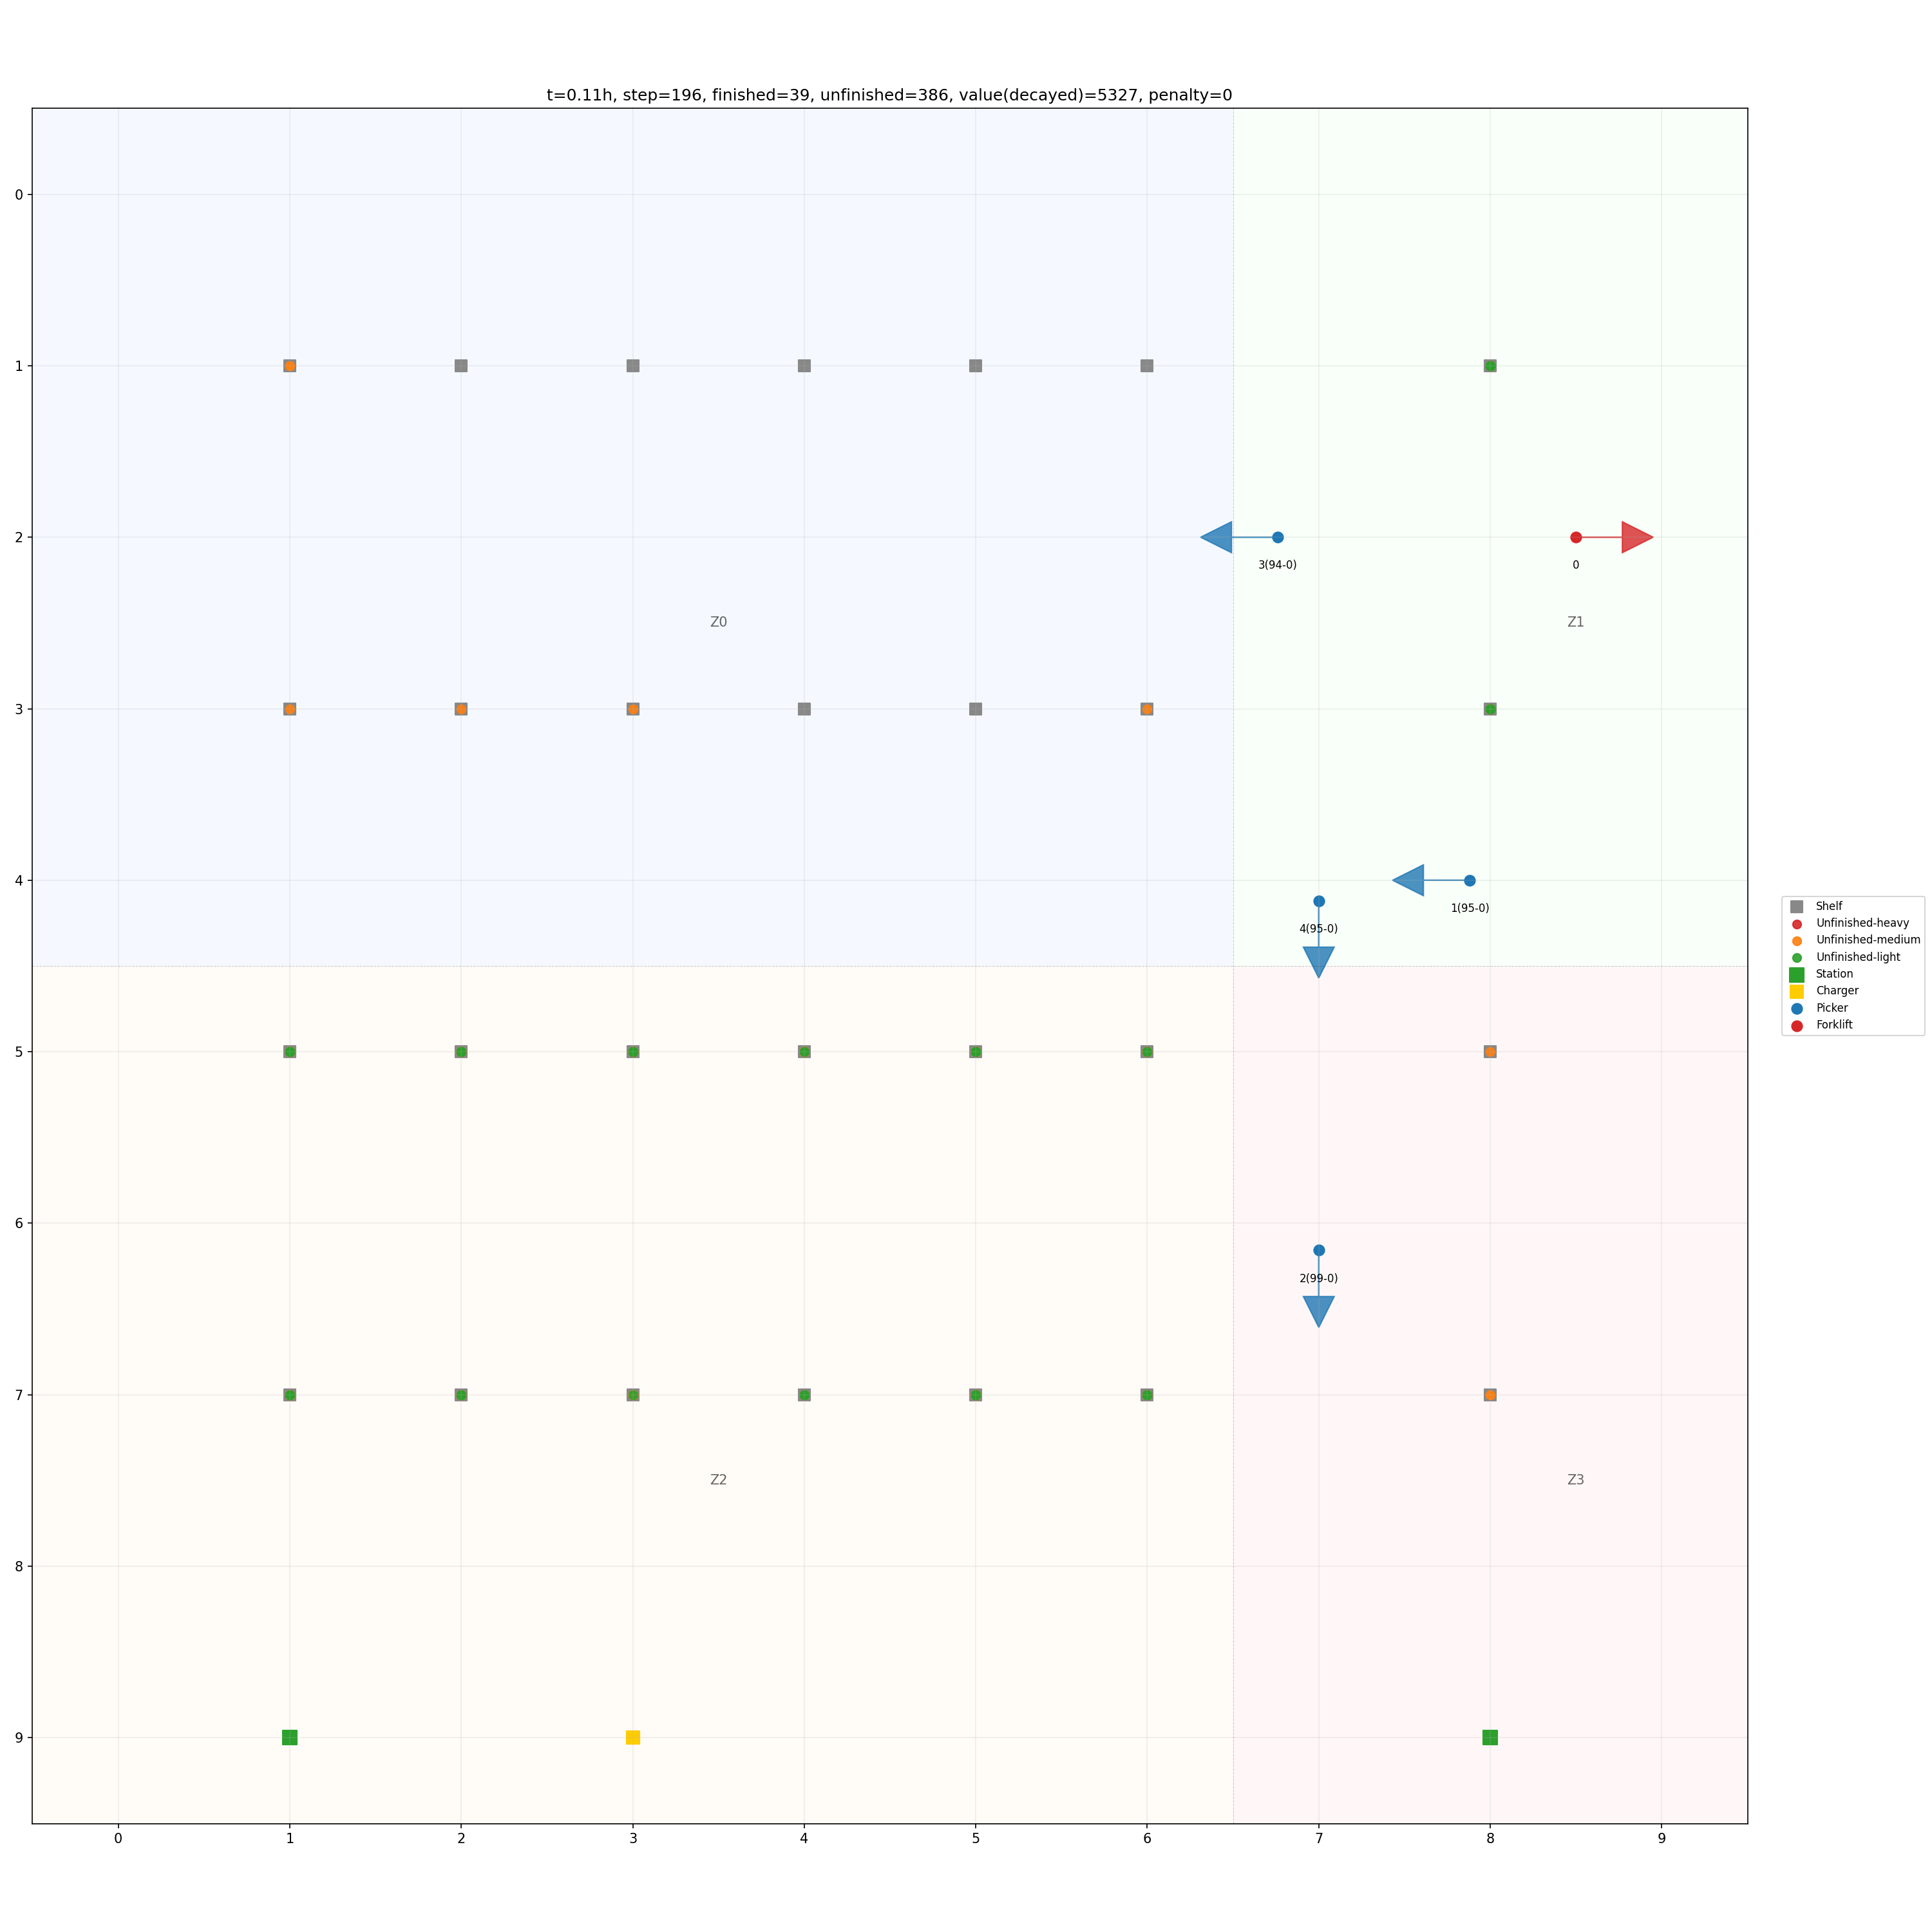 t=0.11h, step=196, finished=39, unfinished=386, value(decayed)=5327, penalty=0
0
1
2
3
4
5
6
7
8
9
3(94-0)
0
Z0
Z1
1(95-0)
4(95-0)
2(99-0)
Z2
Z3
Shelf
Unfinished-heavy
Unfinished-medium
Unfinished-light
Station
Charger
Picker
Forklift
0 1 2 3 4 5 6 7 8 9